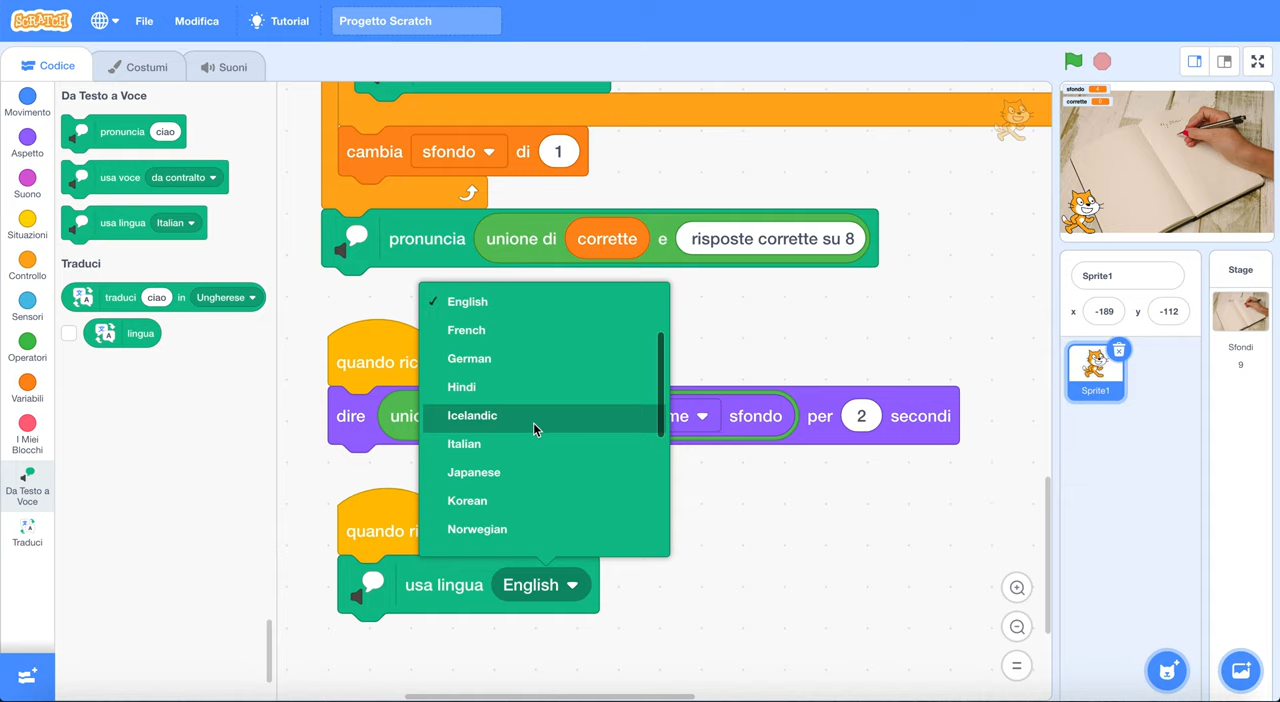 SCRATCH
File
Modifica
Tutorial
Progetto Scratch
Codice
Costumi
Suoni
Movimento
Aspetto
Suono
Situazioni
Controllo
Sensori
Operatori
Variabili
I Miei
Blocchi
Da Testo a
Voce
Traduci
Da Testo a Voce
pronuncia ciao
usa voce da contralto
usa lingua Italian
Traduci
traduci ciao in Ungherese
lingua
cambia sfondo di 1
pronuncia unione di corrette e risposte corrette su 8
quando ric
dire unio
me sfondo per 2 secondi
✓ English
French
German
Hindi
Icelandic
Italian
Japanese
Korean
Norwegian
quando ri
usa lingua English
sfondo 4
corrette
Sprite1
x -189 y -112
Sprite1
Stage
Sfondi
9